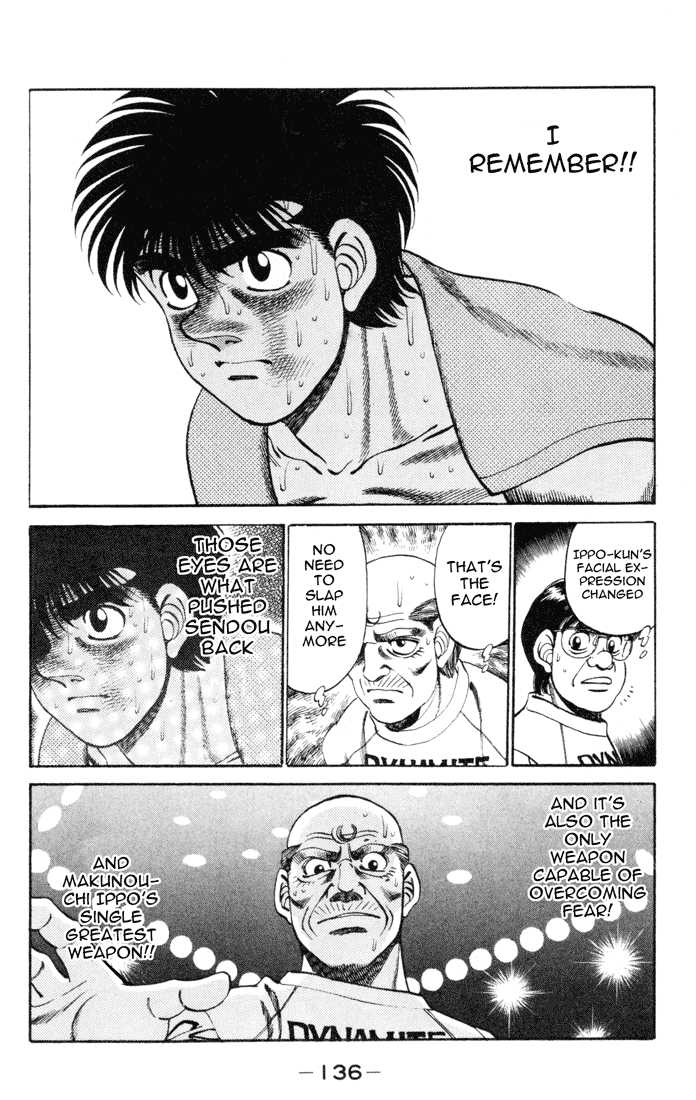 I
REMEMBER!!
IPPO-KUN'S
FACIAL EX-
PRESSION
CHANGED
THAT'S
THE
FACE!
NO
NEED
TO
SLAP
HIM
ANY-
MORE
DYNAMITE
DYN
THOSE
EYES ARE
WHAT
PUSHED
SENDOU
BACK
AND IT'S
ALSO THE
ONLY
WEAPON
CAPABLE OF
OVERCOMING
FEAR!
AND
MAKUNOU-
CHI IPPO'S
SINGLE
GREATEST
WEAPON!!
DYNAMITE
-136-